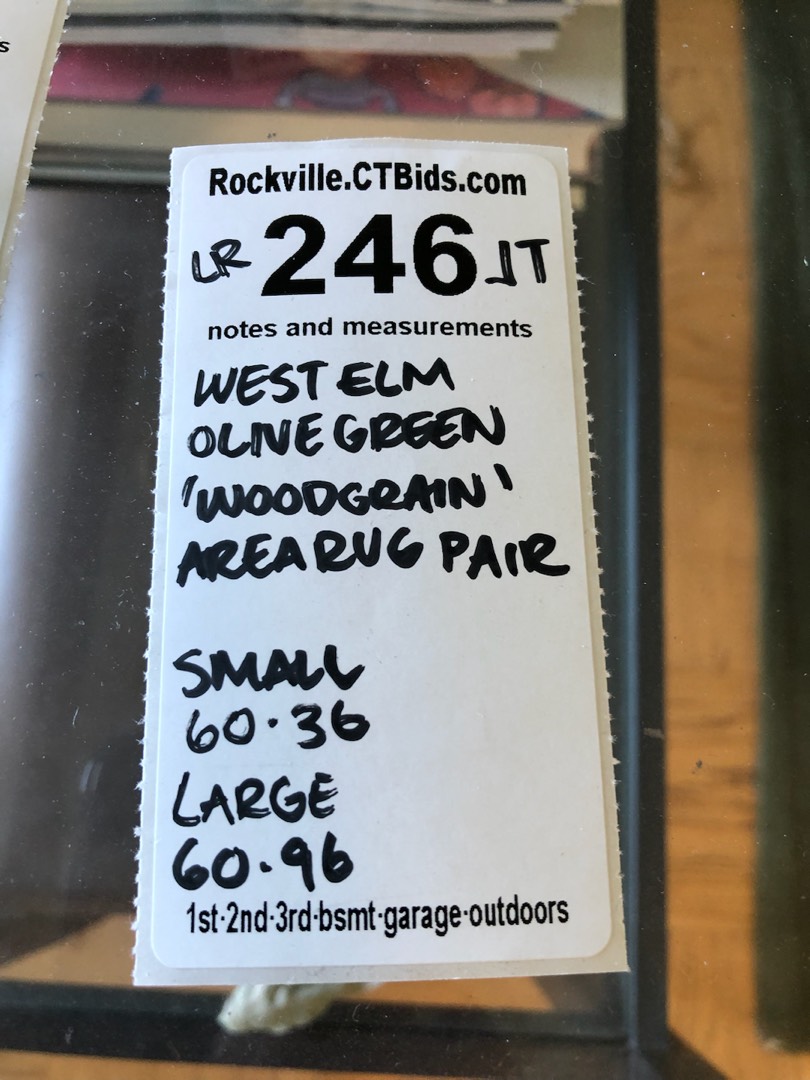 s
Rockville.CTBids.com
LR 246 JT
notes and measurements
WEST ELM
OLIVE GREEN
'WOODGRAIN'
AREA RUG PAIR
SMALL
60·36
LARGE
60·96
1st·2nd·3rd·bsmt·garage·outdoors